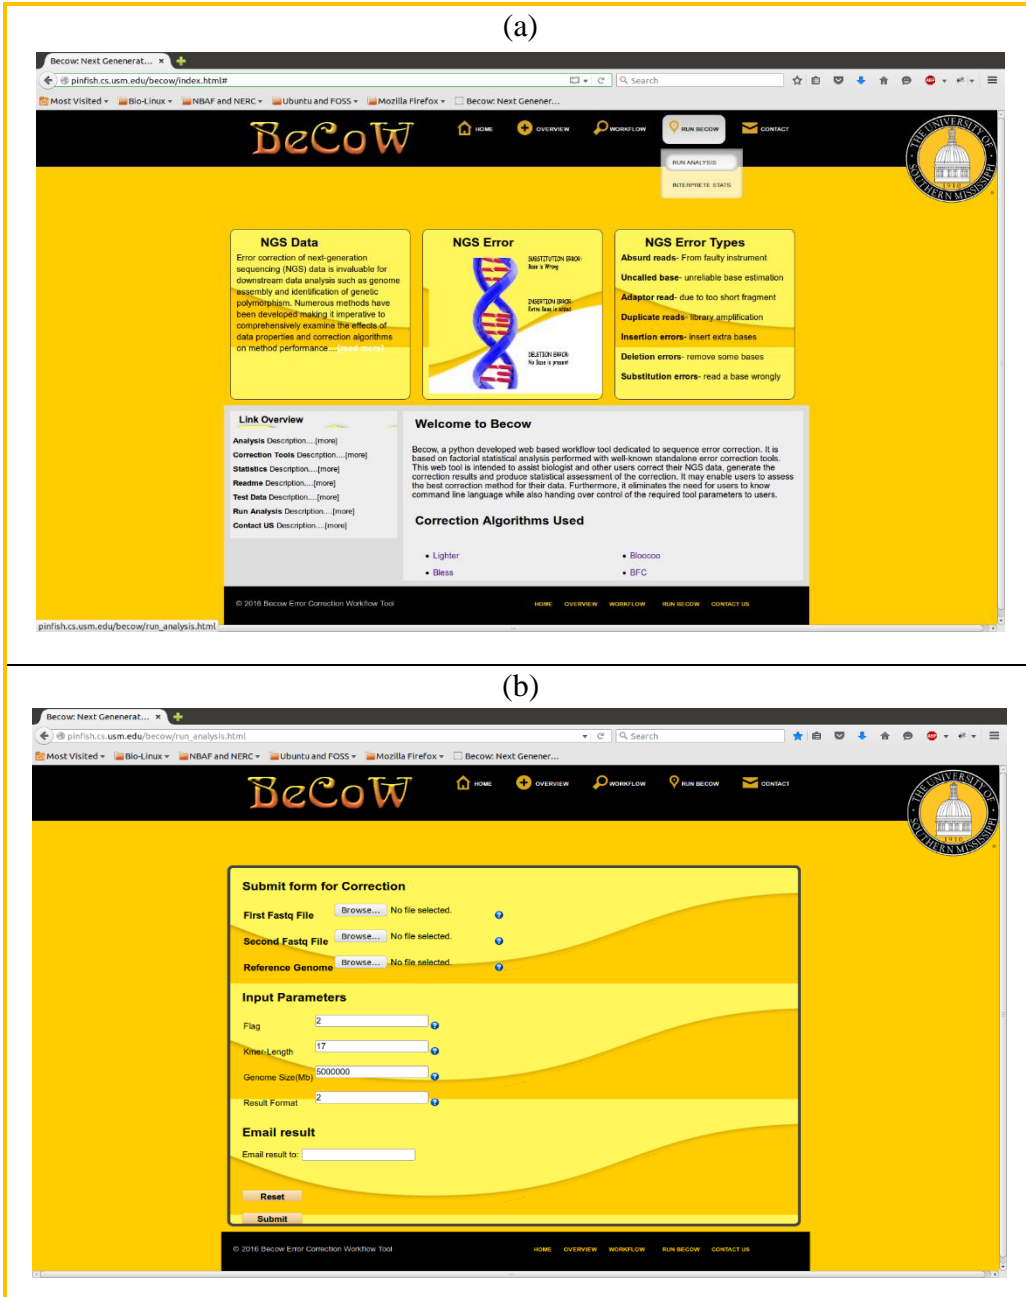 (a)
Becow: Next Genenerat... ×
pinfish.cs.usm.edu/becow/index.html#
Search
Most Visited
Bio-Linux
NBAF and NERC
Ubuntu and FOSS
Mozilla Firefox
Becow: Next Gener...
BeCoW
HOME
OVERVIEW
WORKFLOW
RUN BECOW
CONTACT
RUN ANALYSIS
INTERPRETE STATS
THE UNIVERSITY OF SOUTHERN MISSISSIPPI
1910
NGS Data
Error correction of next-generation
sequencing (NGS) data is invaluable for
downstream data analysis such as genome
assembly and identification of genetic
polymorphism. Numerous methods have
been developed making it imperative to
comprehensively examine the effects of
data properties and correction algorithms
on method performance....[read more]
NGS Error
SUBSTITUTION ERROR:
Base is Wrong
INSERTION ERROR:
Extra Base is added
DELETION ERROR:
No Base is present
NGS Error Types
Absurd reads- From faulty instrument
Uncalled base- unreliable base estimation
Adaptor read- due to too short fragment
Duplicate reads- library amplification
Insertion errors- insert extra bases
Deletion errors- remove some bases
Substitution errors- read a base wrongly
Link Overview
Analysis Description....[more]
Correction Tools Description....[more]
Statistics Description....[more]
Readme Description....[more]
Test Data Description....[more]
Run Analysis Description....[more]
Contact US Description....[more]
Welcome to Becow
Becow, a python developed web based workflow tool dedicated to sequence error correction. It is
based on factorial statistical analysis performed with well-known standalone error correction tools.
This web tool is intended to assist biologist and other users correct their NGS data, generate the
correction results and produce statistical assessment of the correction. It may enable users to assess
the best correction method for their data. Furthermore, it eliminates the need for users to know
command line language while also handing over control of the required tool parameters to users.
Correction Algorithms Used
• Lighter
• Bless
• Bloocoo
• BFC
© 2016 Becow Error Correction Workflow Tool
HOME OVERVIEW WORKFLOW RUN BECOW CONTACT US
pinfish.cs.usm.edu/becow/run_analysis.html
(b)
Becow: Next Genenerat... ×
pinfish.cs.usm.edu/becow/run_analysis.html
Search
Most Visited
Bio-Linux
NBAF and NERC
Ubuntu and FOSS
Mozilla Firefox
Becow: Next Gener...
BeCoW
HOME
OVERVIEW
WORKFLOW
RUN BECOW
CONTACT
THE UNIVERSITY OF SOUTHERN MISSISSIPPI
1910
Submit form for Correction
First Fastq File Browse... No file selected.
Second Fastq File Browse... No file selected.
Reference Genome Browse... No file selected.
Input Parameters
Flag 2
Kmer-Length 17
Genome Size(Mb) 5000000
Result Format 2
Email result
Email result to:
Reset
Submit
© 2016 Becow Error Correction Workflow Tool
HOME OVERVIEW WORKFLOW RUN BECOW CONTACT US